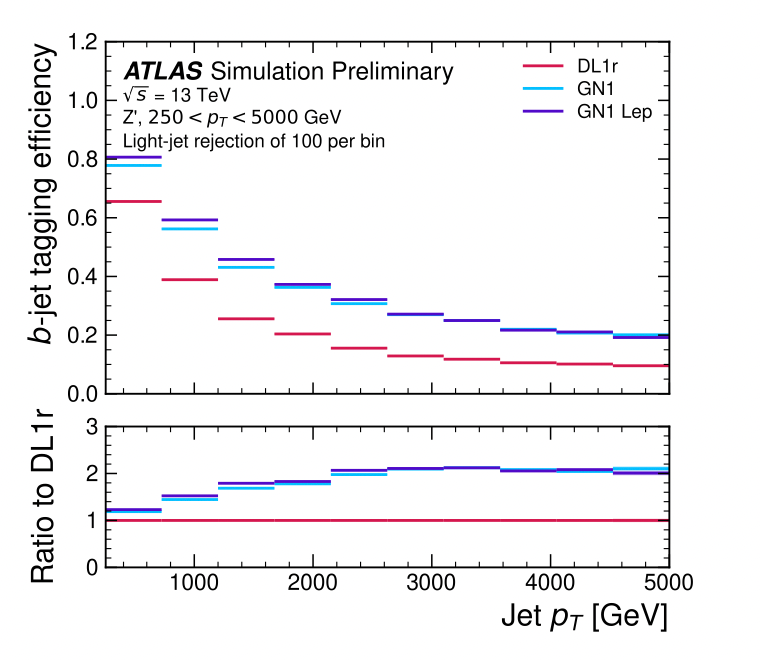 1.2
ATLAS Simulation Preliminary
√s = 13 TeV
Z', 250 < p_T < 5000 GeV
Light-jet rejection of 100 per bin
DL1r
GN1
GN1 Lep
1.0
0.8
0.6
0.4
0.2
0.0
b-jet tagging efficiency
3
2
1
0
Ratio to DL1r
1000 2000 3000 4000 5000
Jet p_T [GeV]